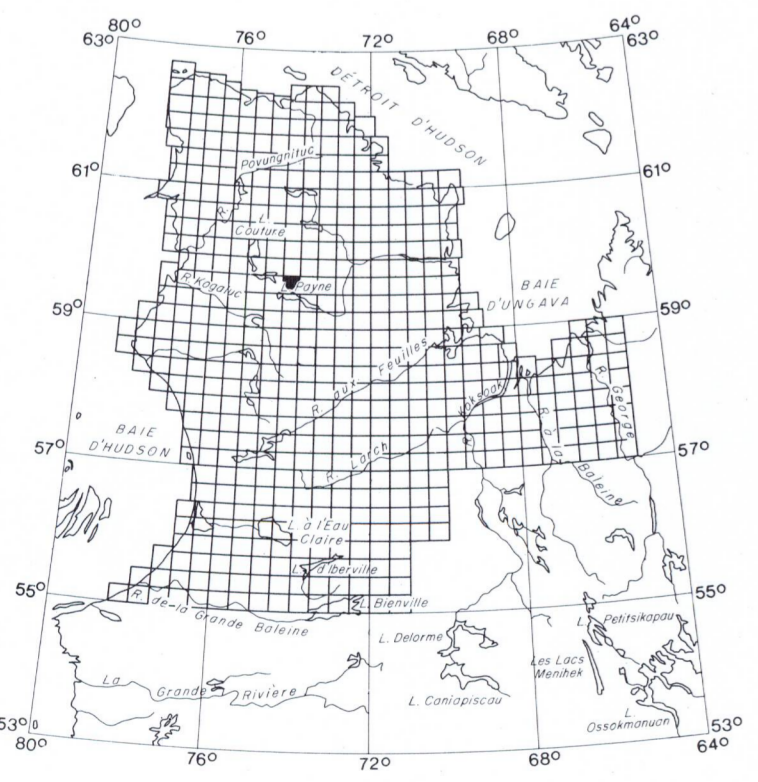 80°
76°
72°
68°
64°
63°
63°
DÉTROIT D'HUDSON
Povungnituc
R.
61°
61°
L.
Couture
R. Kogaluc
L. Payne
BAIE
D'UNGAVA
59°
59°
R. aux Feuilles
Koksoak
R. à la Baleine
R. George
BAIE
D'HUDSON
57°
57°
R. Larch
L. à l'Eau
Claire
L. d'Iberville
55°
55°
R. de-la Grande Baleine
L. Bienville
L. Delorme
L. Petitsikapau
Les Lacs
Menihek
La Grande Rivière
L. Caniapiscau
L.
Ossokmanuan
53°
80°
76°
72°
68°
64°